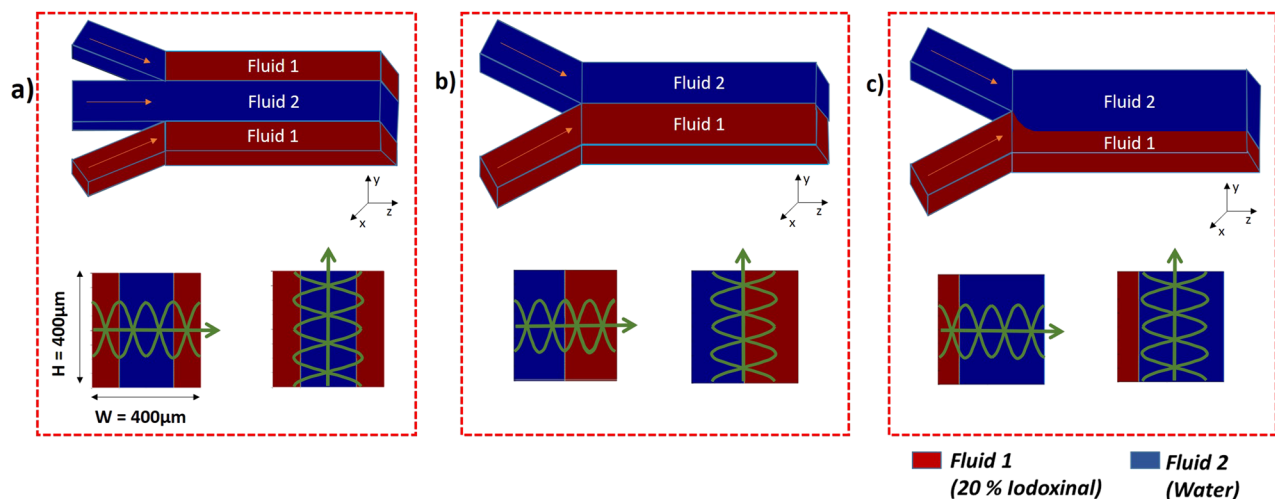 a)
Fluid 1
Fluid 2
Fluid 1
y
z
x
H = 400µm
W = 400µm
b)
Fluid 2
Fluid 1
y
z
x
c)
Fluid 2
Fluid 1
y
z
x
Fluid 1
(20 % Iodoxinal)
Fluid 2
(Water)